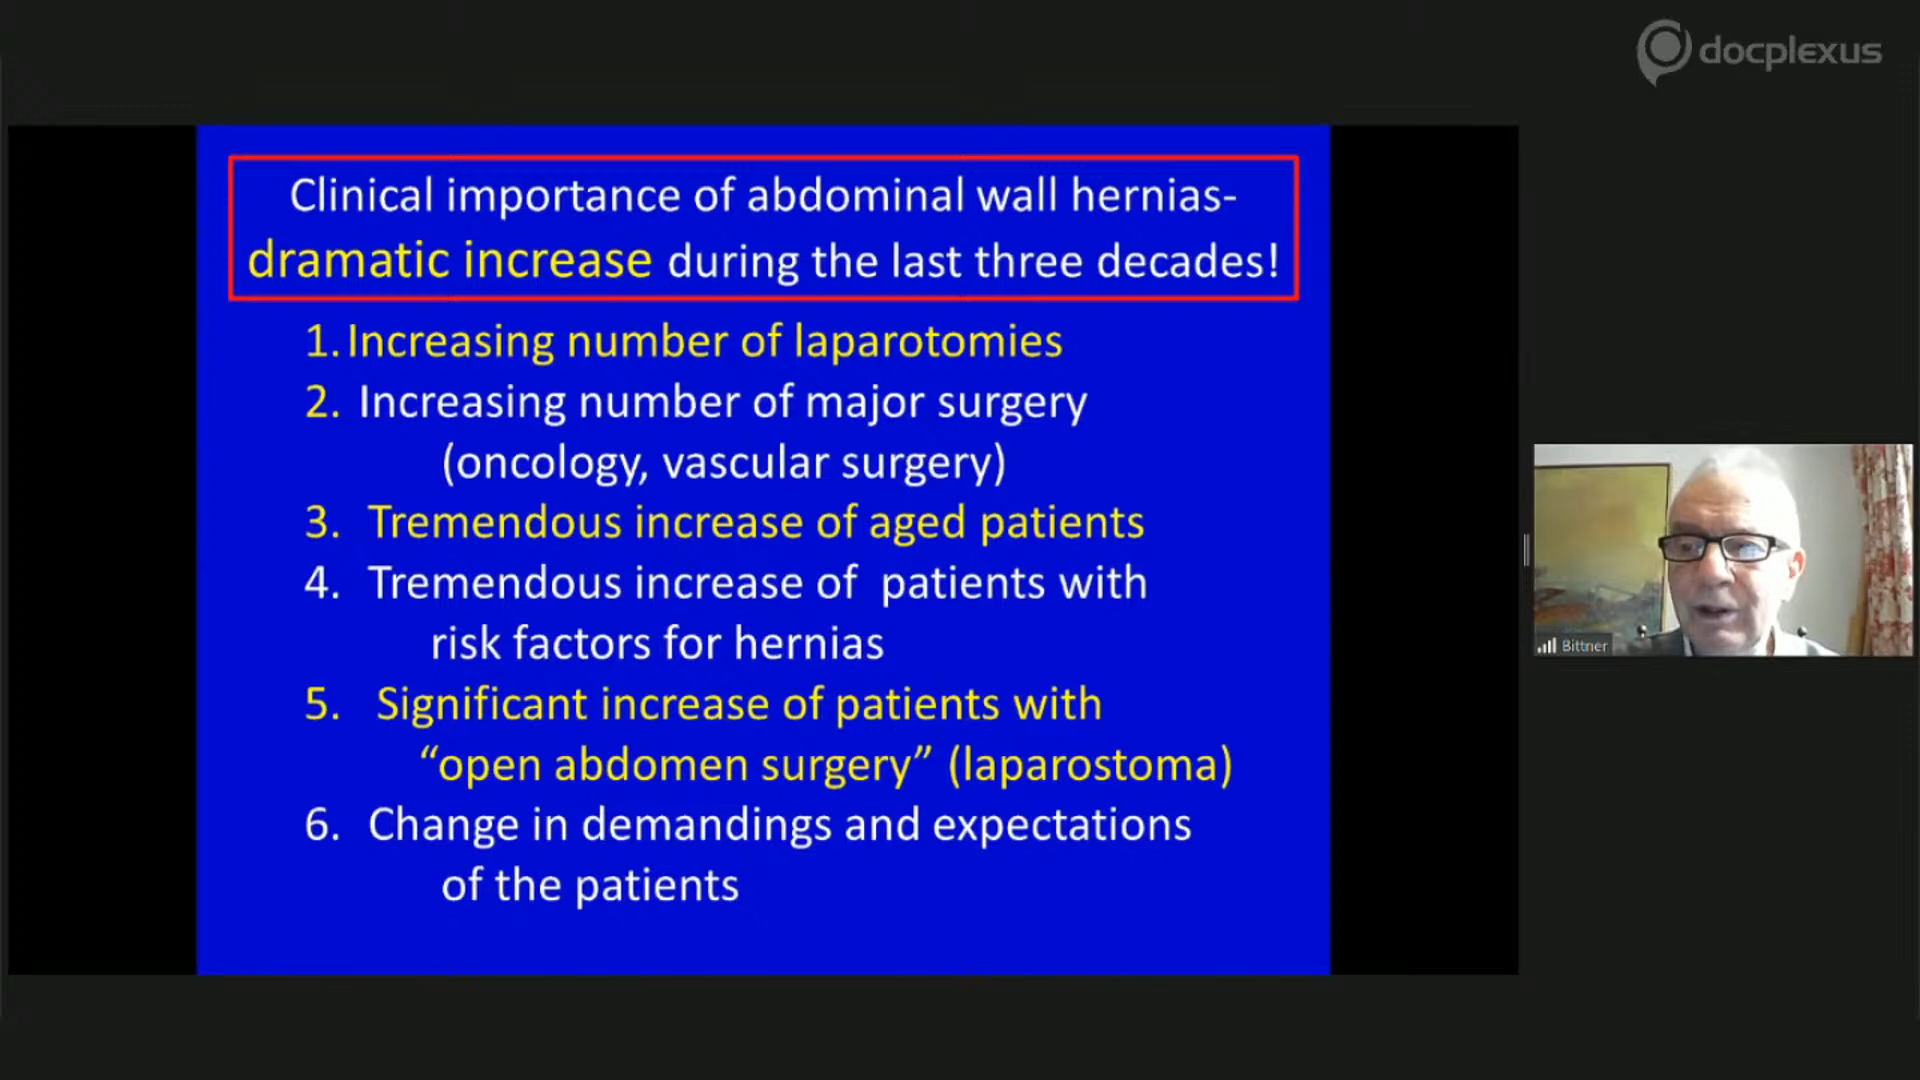 docplexus
Clinical importance of abdominal wall hernias-
dramatic increase during the last three decades!
1. Increasing number of laparotomies
2. Increasing number of major surgery
(oncology, vascular surgery)
3. Tremendous increase of aged patients
4. Tremendous increase of patients with
risk factors for hernias
5. Significant increase of patients with
“open abdomen surgery” (laparostoma)
6. Change in demandings and expectations
of the patients
Bittner